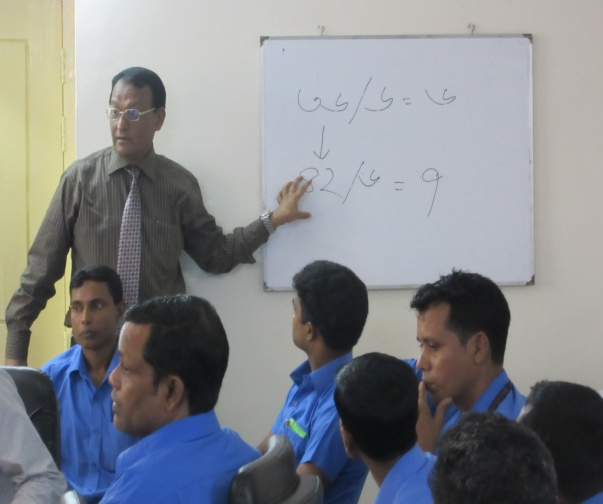 ৩৬/৬ = ৬
৪২/৬ = ৭